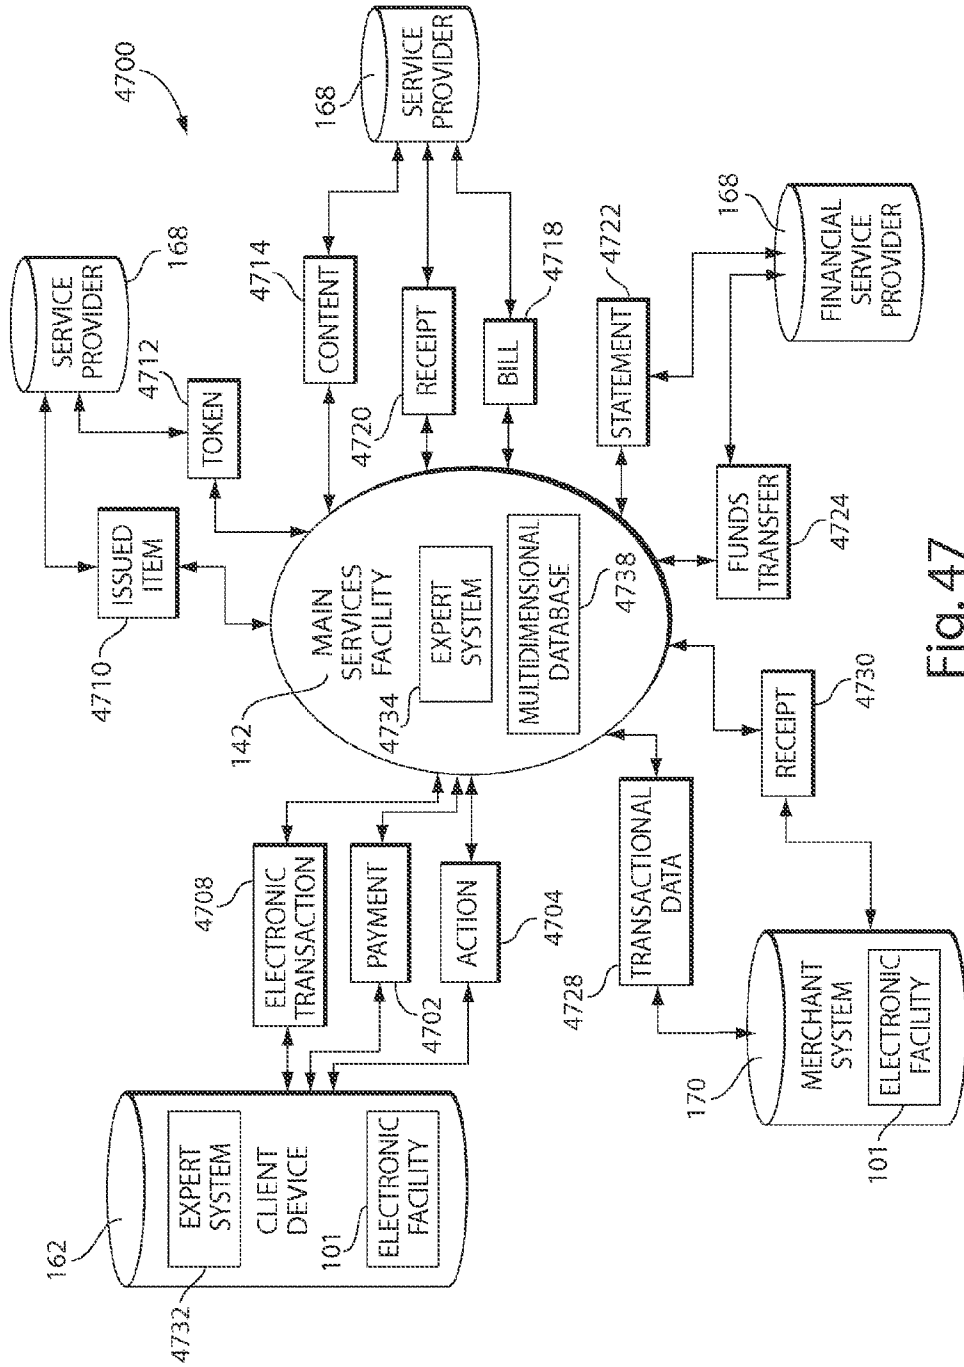 4700
162
EXPERT
SYSTEM
4732
CLIENT
DEVICE
101
ELECTRONIC
FACILITY
4708
ELECTRONIC
TRANSACTION
PAYMENT
4702
ACTION
4704
4710
ISSUED
ITEM
4712
TOKEN
SERVICE
PROVIDER
168
142
MAIN
SERVICES
FACILITY
4734
EXPERT
SYSTEM
MULTIDIMENSIONAL
DATABASE
4738
4714
CONTENT
4720
RECEIPT
BILL
4718
168
SERVICE
PROVIDER
4722
STATEMENT
FUNDS
TRANSFER
4724
168
FINANCIAL
SERVICE
PROVIDER
4728
TRANSACTIONAL
DATA
RECEIPT
4730
170
MERCHANT
SYSTEM
ELECTRONIC
FACILITY
101
Fig. 47